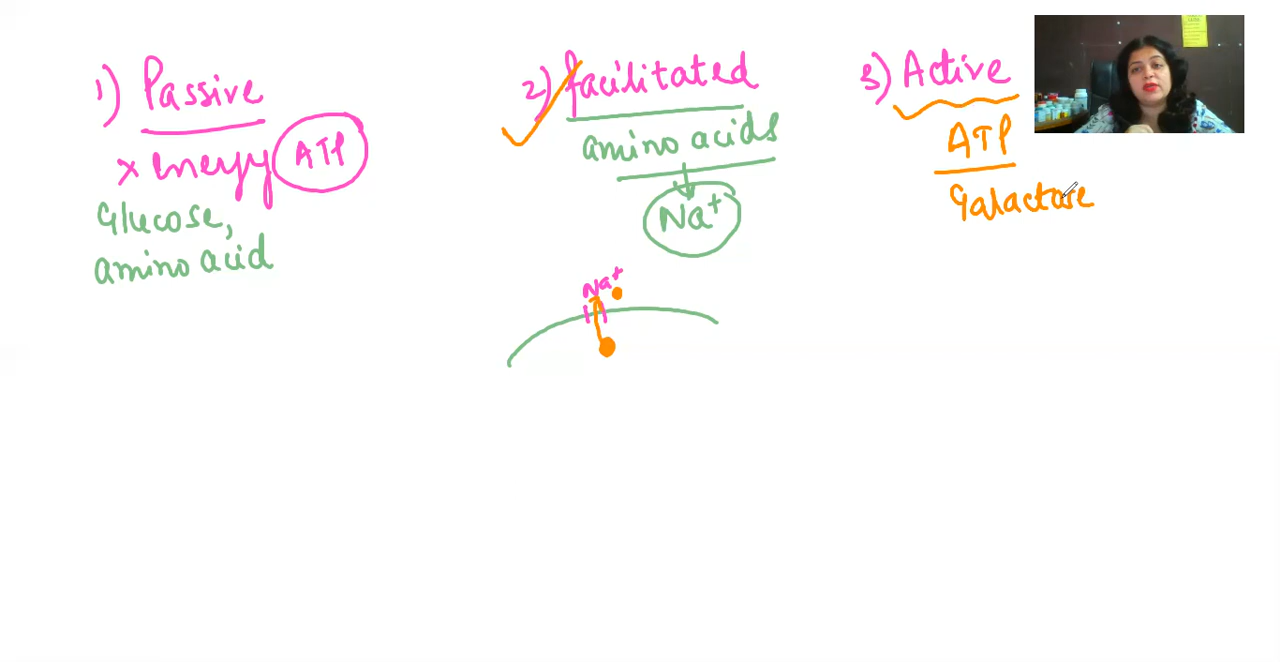 1) Passive
x energy ATP
Glucose,
amino acid
2) facilitated
amino acids
Na+
Na+
3) Active
ATP
Galactose